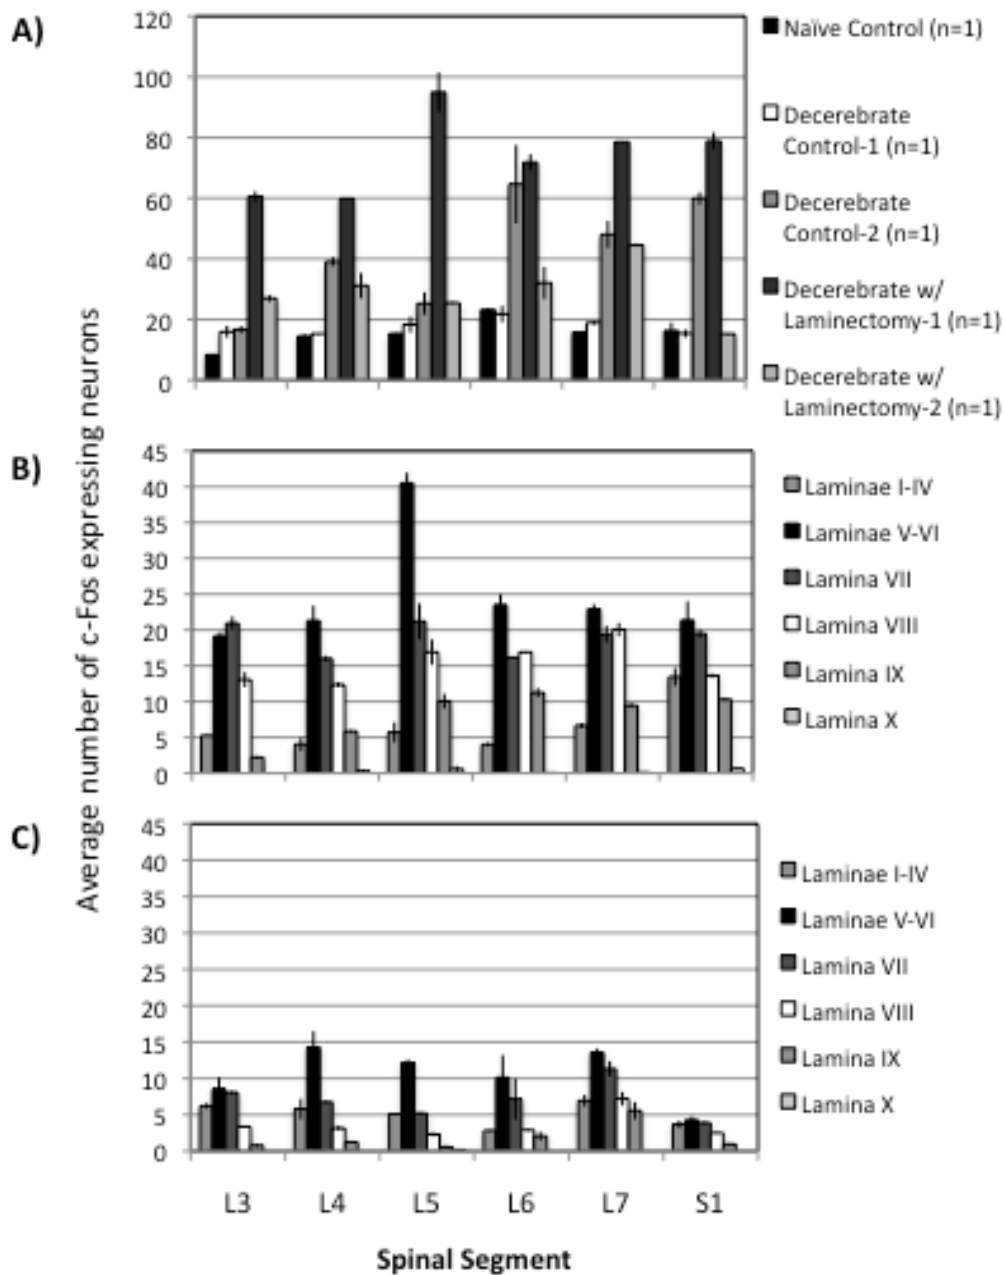 A)
120
100
80
60
40
20
0
Naïve Control (n=1)
Decerebrate
Control-1 (n=1)
Decerebrate
Control-2 (n=1)
Decerebrate w/
Laminectomy-1 (n=1)
Decerebrate w/
Laminectomy-2 (n=1)
Average number of c-Fos expressing neurons
B)
45
40
35
30
25
20
15
10
5
0
Laminae I-IV
Laminae V-VI
Lamina VII
Lamina VIII
Lamina IX
Lamina X
C)
45
40
35
30
25
20
15
10
5
0
Laminae I-IV
Laminae V-VI
Lamina VII
Lamina VIII
Lamina IX
Lamina X
L3 L4 L5 L6 L7 S1
Spinal Segment